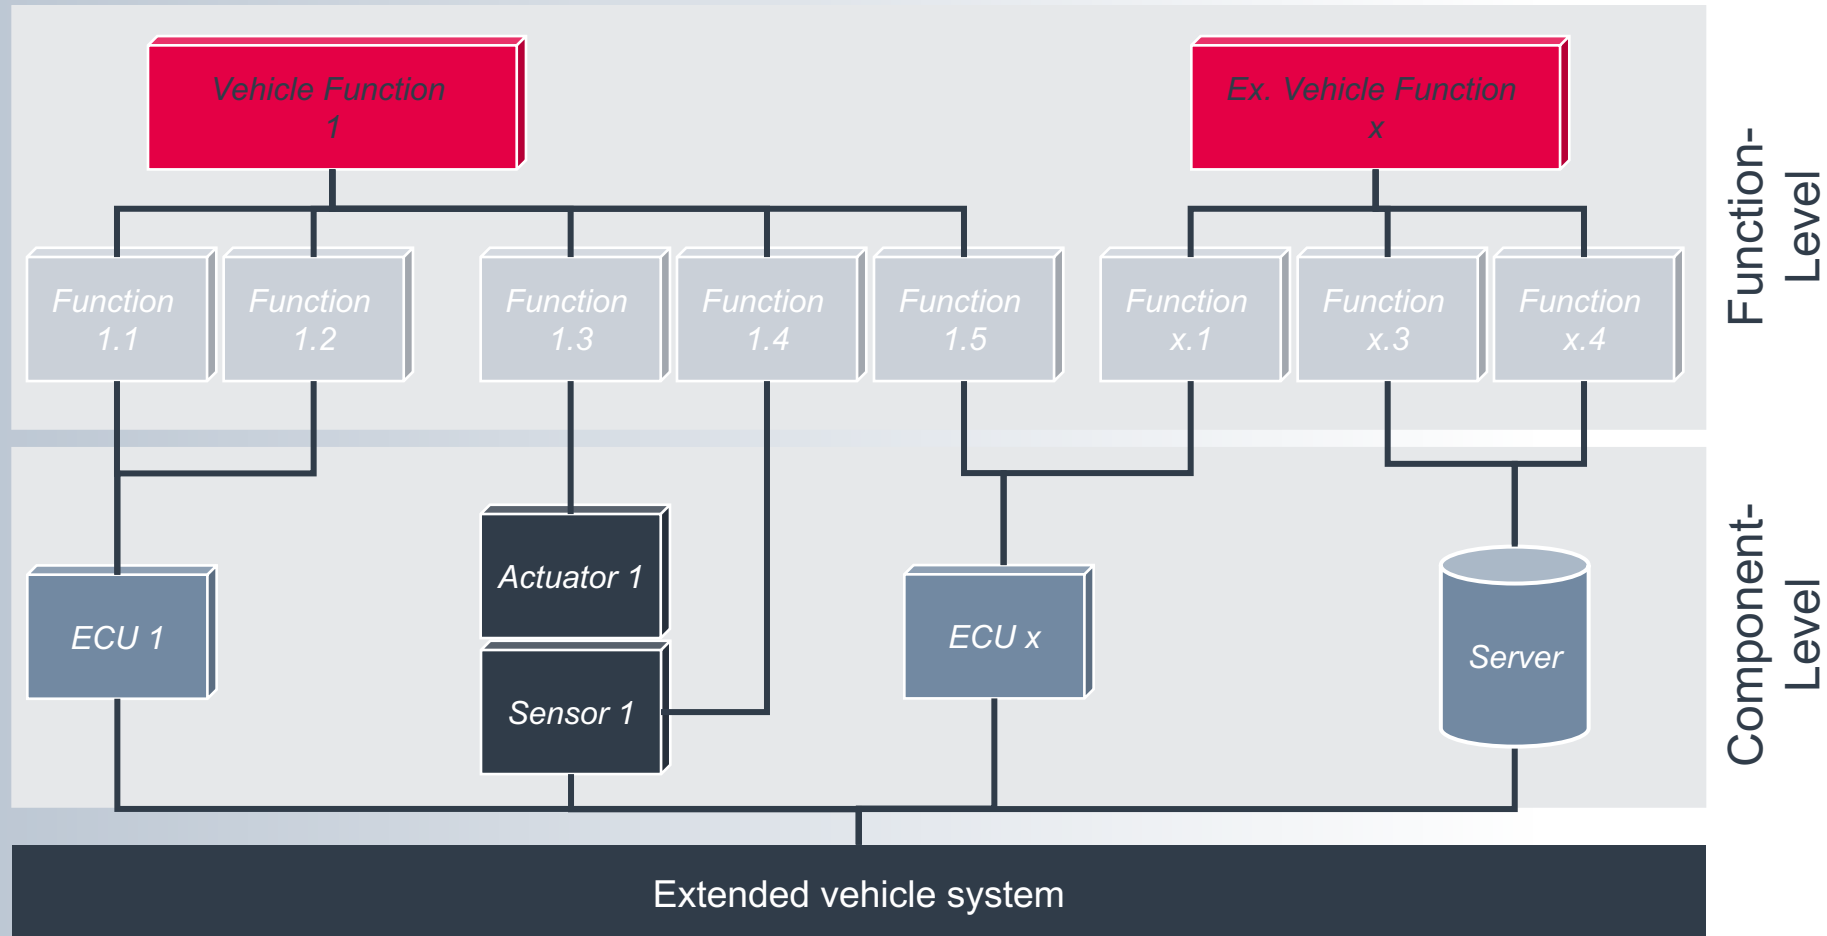 Vehicle Function
1
Ex. Vehicle Function
x
Function-
Level
Function
1.1
Function
1.2
Function
1.3
Function
1.4
Function
1.5
Function
x.1
Function
x.3
Function
x.4
Component-
Level
ECU 1
Actuator 1
Sensor 1
ECU x
Server
Extended vehicle system